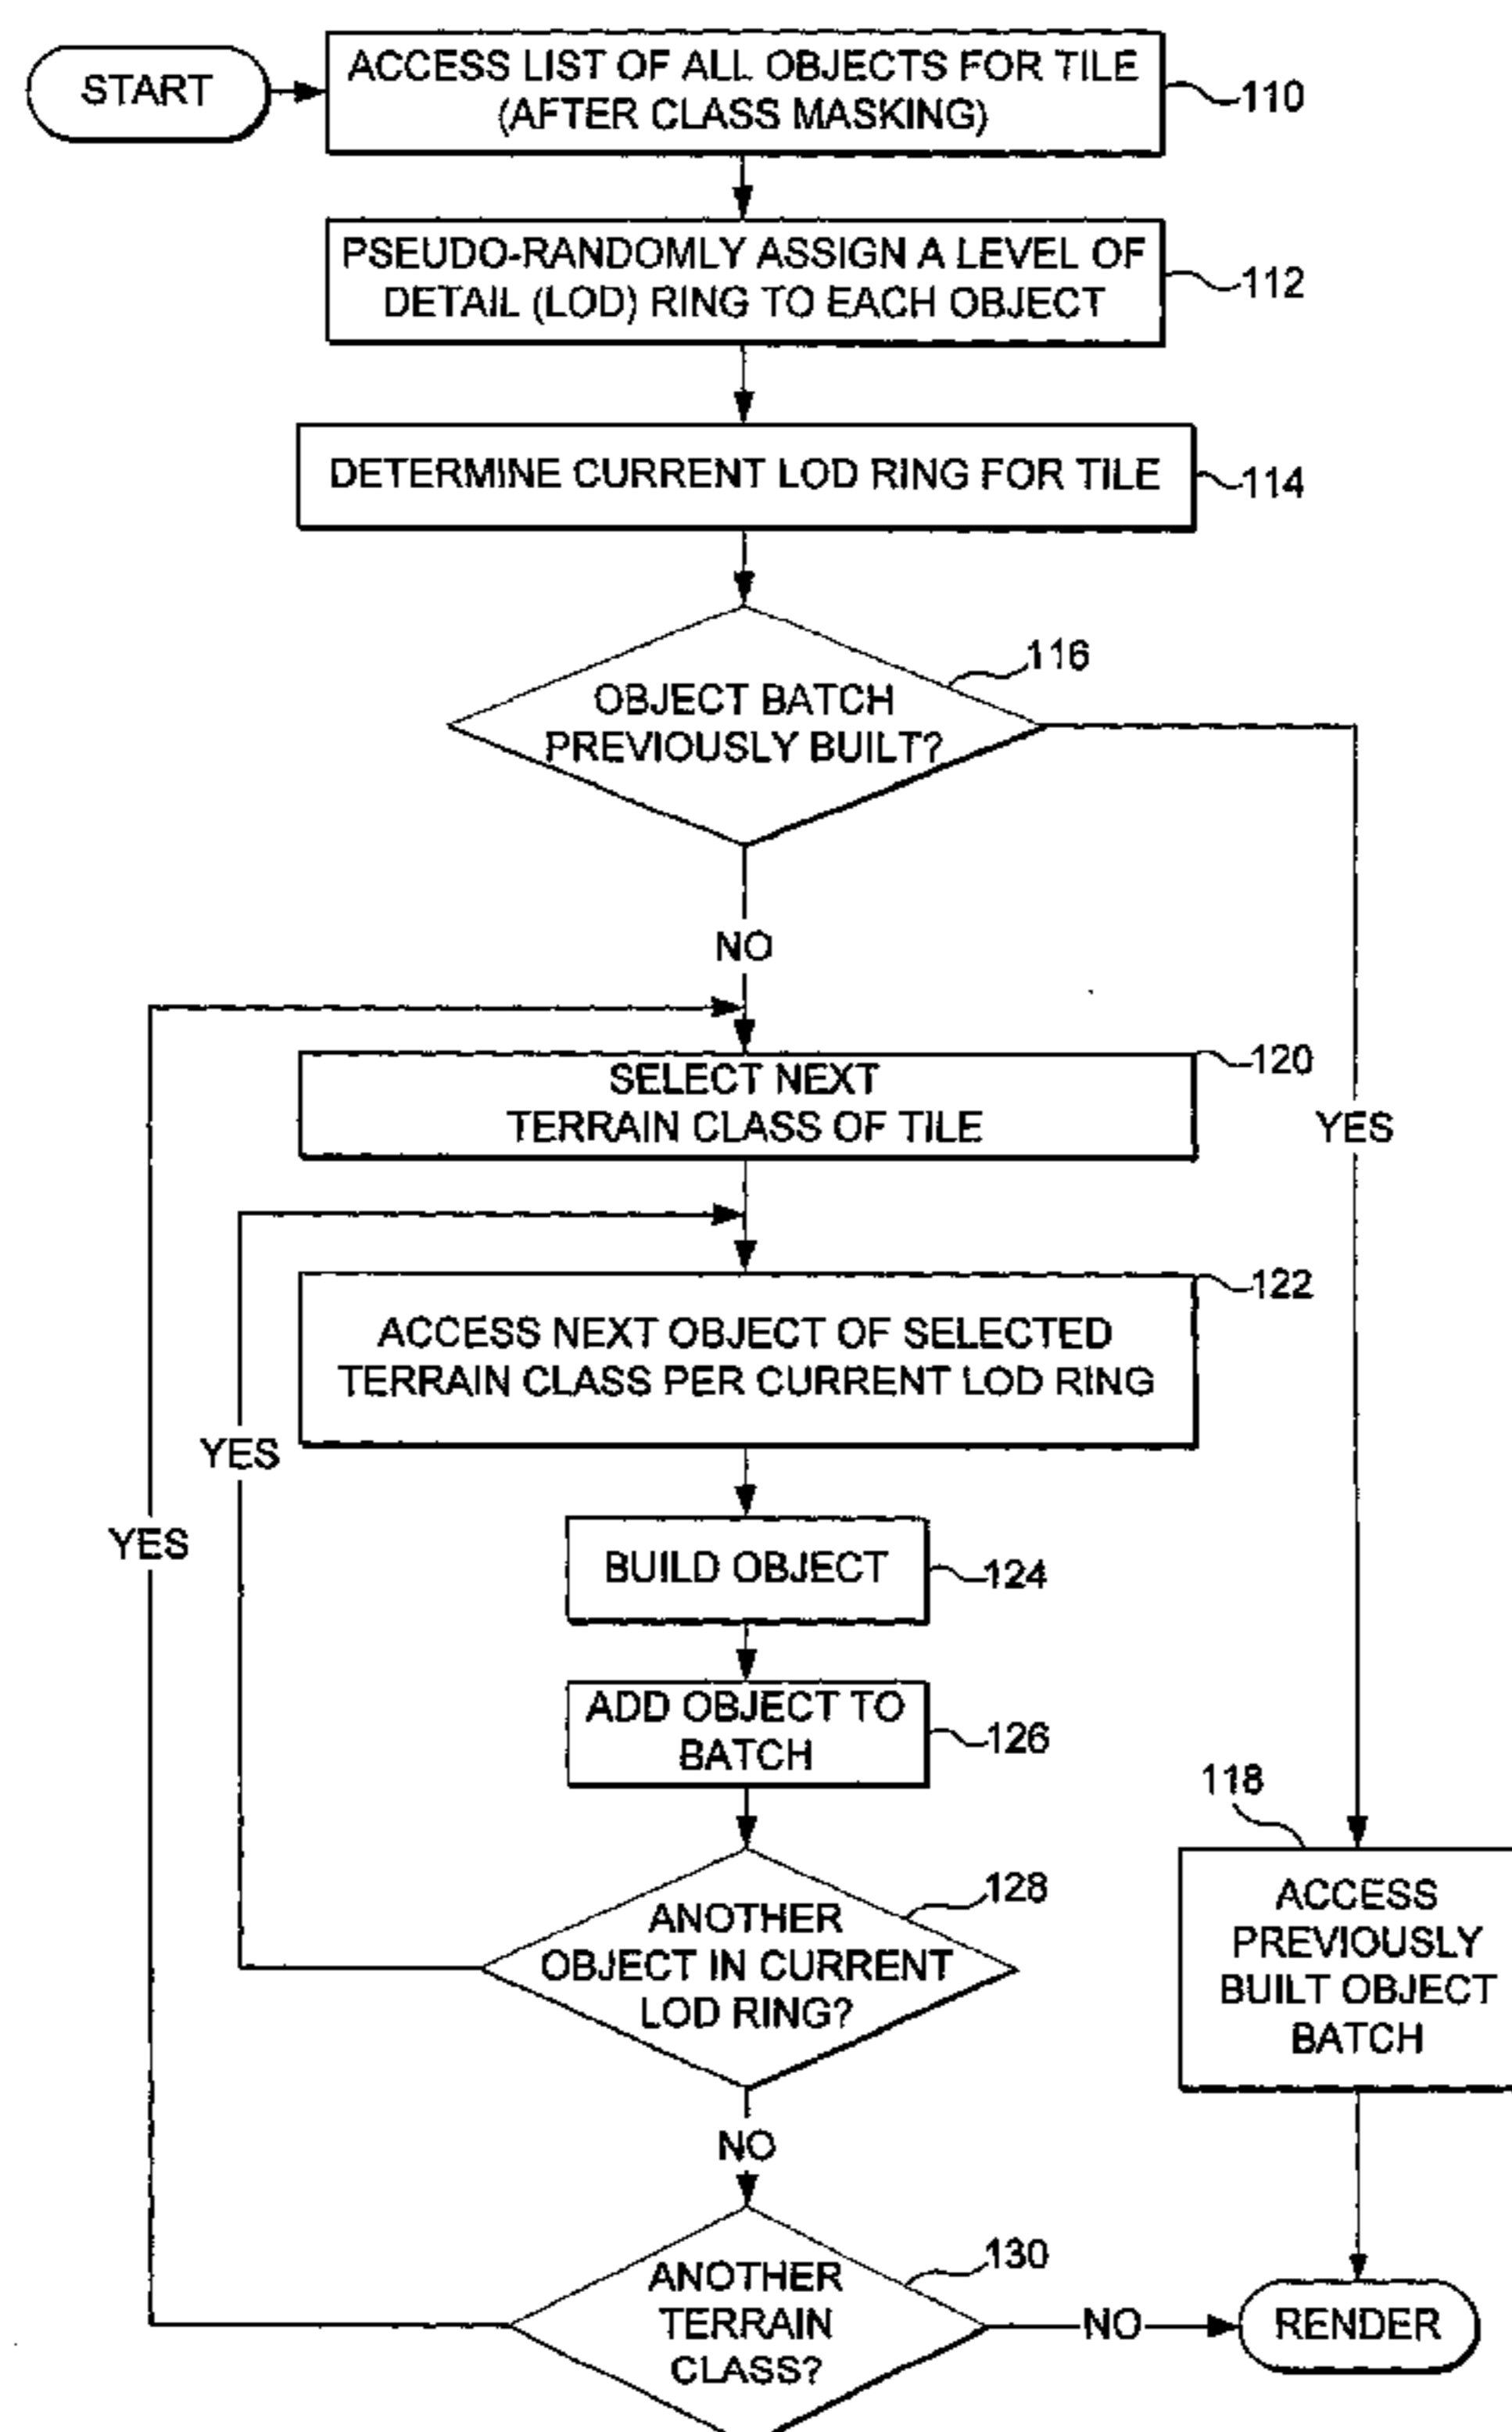 START
ACCESS LIST OF ALL OBJECTS FOR TILE
(AFTER CLASS MASKING)
110
PSEUDO-RANDOMLY ASSIGN A LEVEL OF
DETAIL (LOD) RING TO EACH OBJECT
112
DETERMINE CURRENT LOD RING FOR TILE
114
116
OBJECT BATCH
PREVIOUSLY BUILT?
NO
YES
SELECT NEXT
TERRAIN CLASS OF TILE
120
ACCESS NEXT OBJECT OF SELECTED
TERRAIN CLASS PER CURRENT LOD RING
122
YES
YES
BUILD OBJECT
124
ADD OBJECT TO
BATCH
126
118
ACCESS
PREVIOUSLY
BUILT OBJECT
BATCH
128
ANOTHER
OBJECT IN CURRENT
LOD RING?
NO
130
ANOTHER
TERRAIN
CLASS?
NO
RENDER